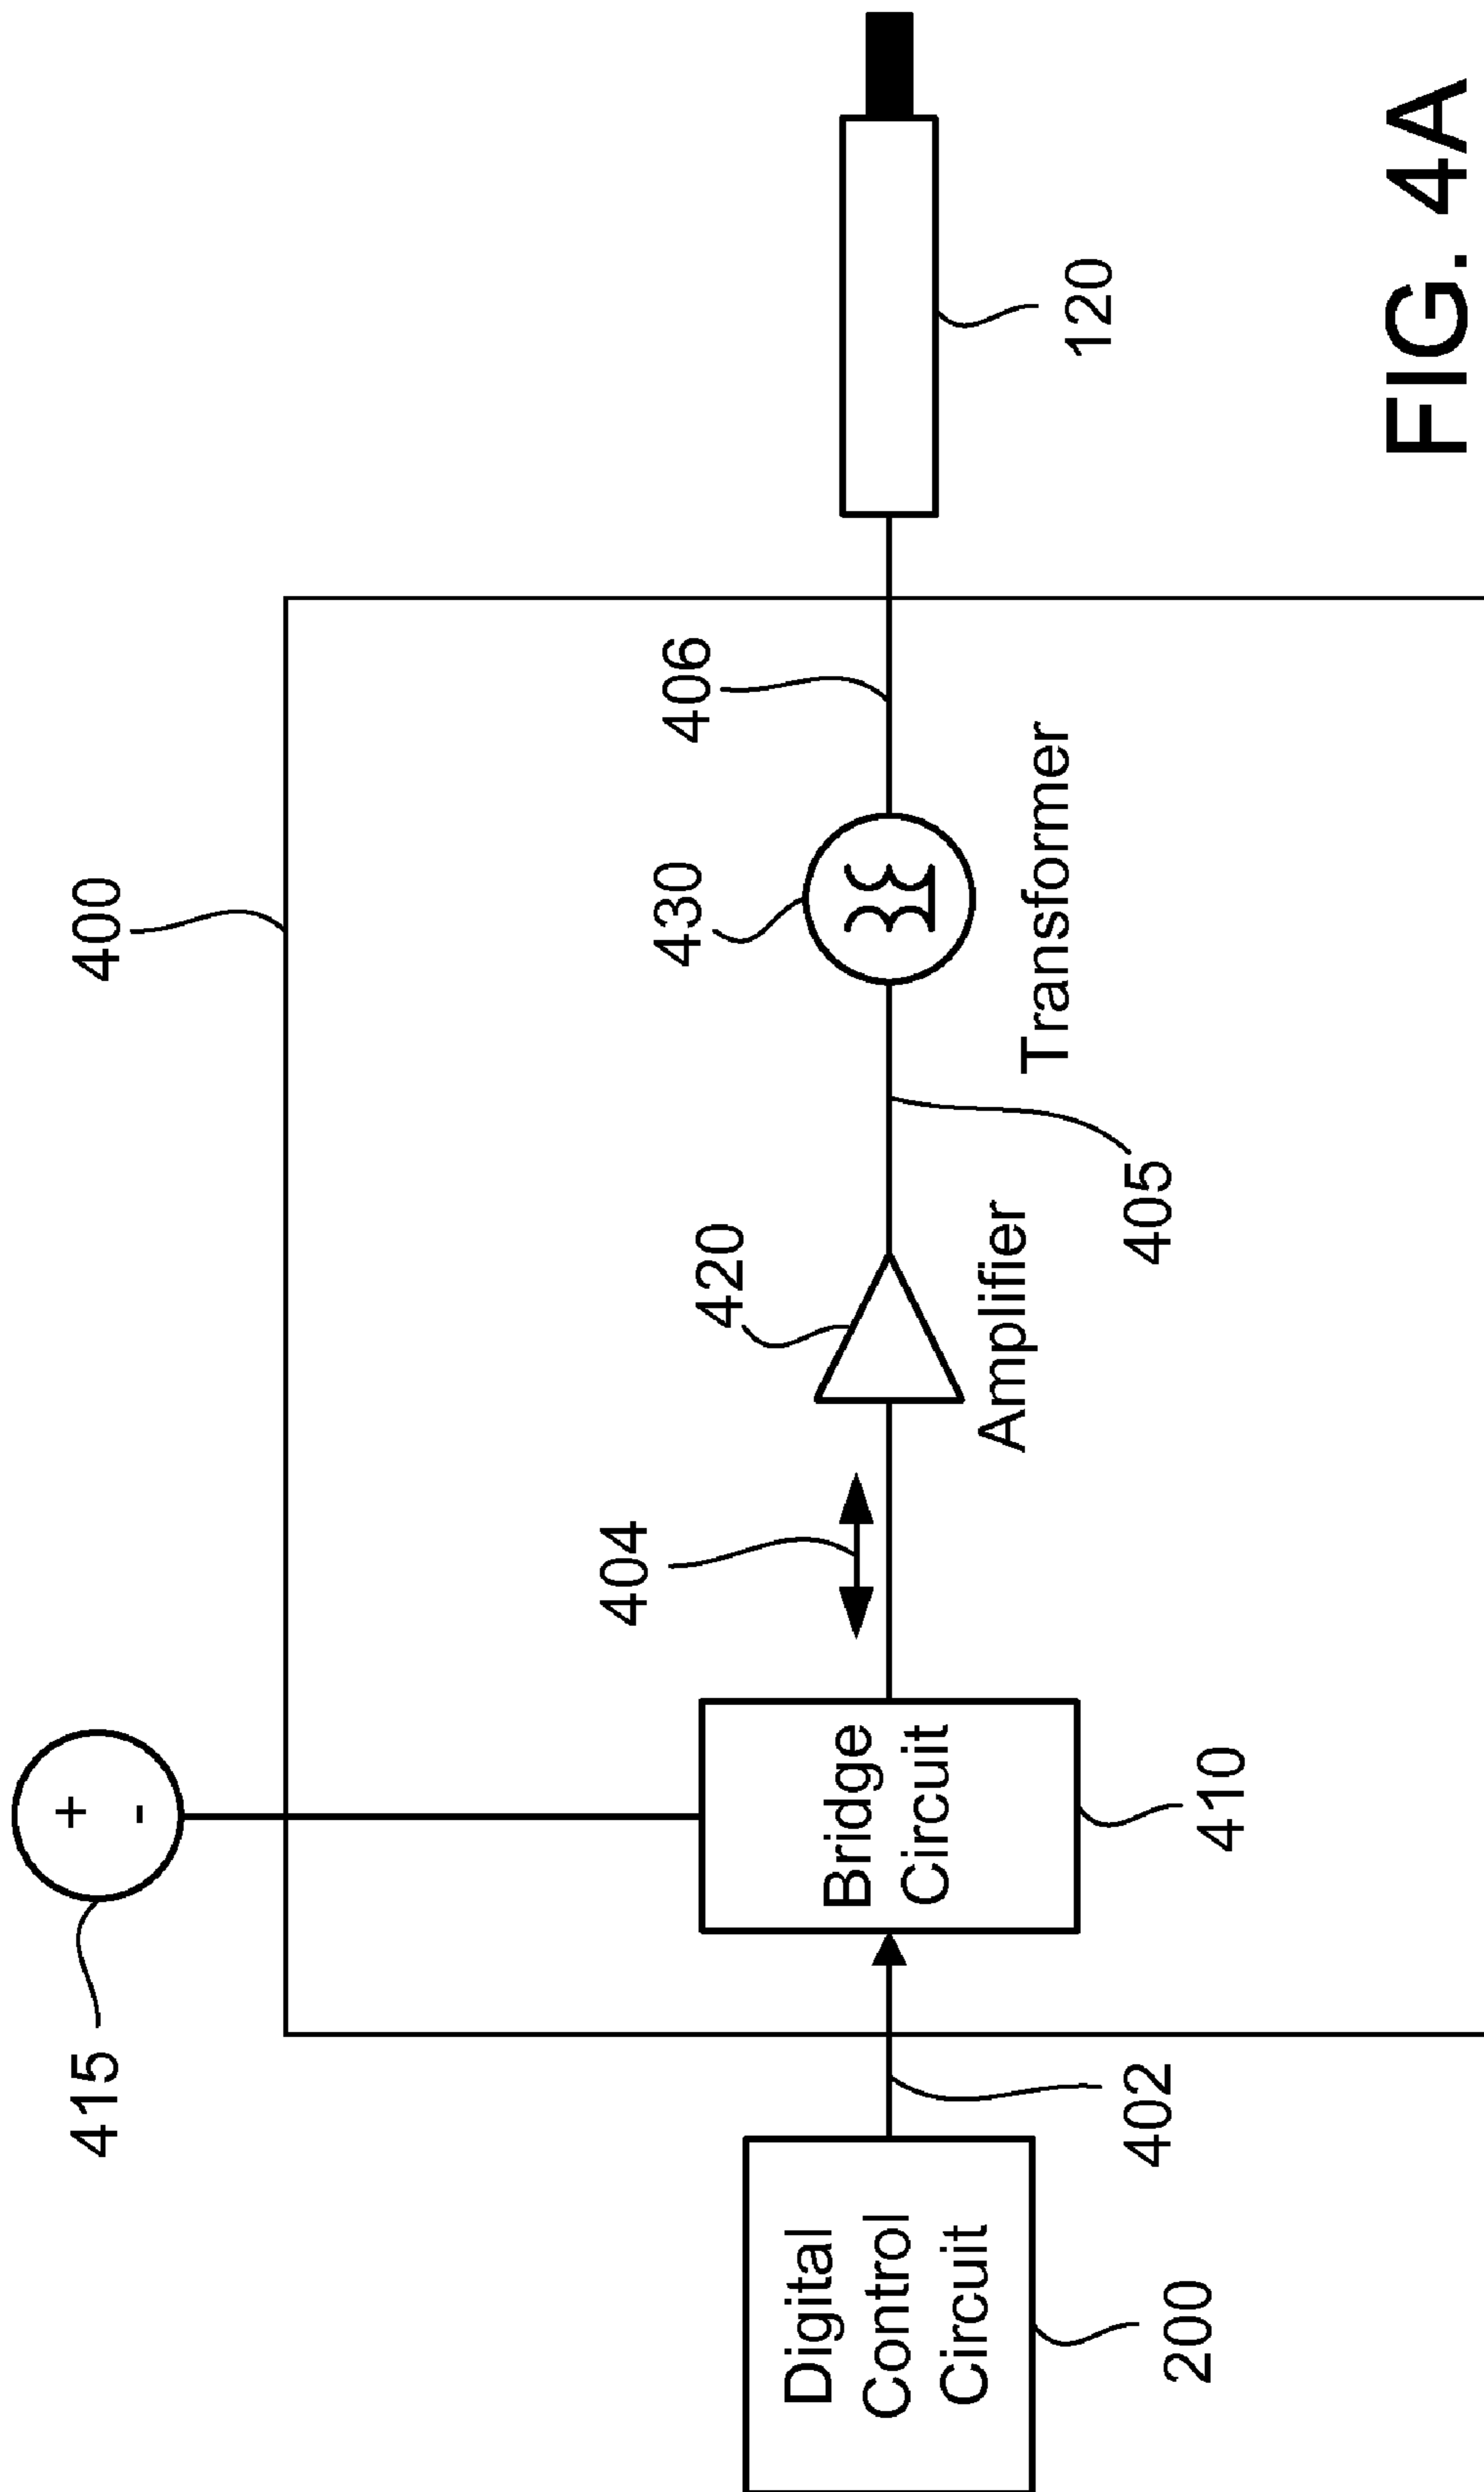 400
415
+
-
404
420
430
406
Digital
Control
Circuit
Bridge
Circuit
Amplifier
Transformer
200
402
410
405
120
FIG. 4A